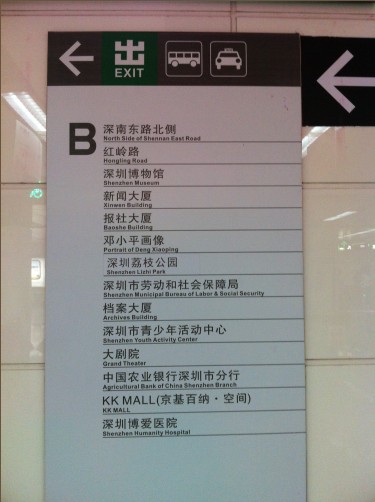 出
EXIT
B
深南东路北侧
North Side of Shennan East Road
红岭路
Hongling Road
深圳博物馆
Shenzhen Museum
新闻大厦
Xinwen Building
报社大厦
Baoshe Building
邓小平画像
Portrait of Deng Xiaoping
深圳荔枝公园
Shenzhen Lizhi Park
深圳市劳动和社会保障局
Shenzhen Municipal Bureau of Labor & Social Security
档案大厦
Archives Building
深圳市青少年活动中心
Shenzhen Youth Activity Center
大剧院
Grand Theater
中国农业银行深圳市分行
Agricultural Bank of China Shenzhen Branch
KK MALL(京基百纳·空间)
KK MALL
深圳博爱医院
Shenzhen Humanity Hospital